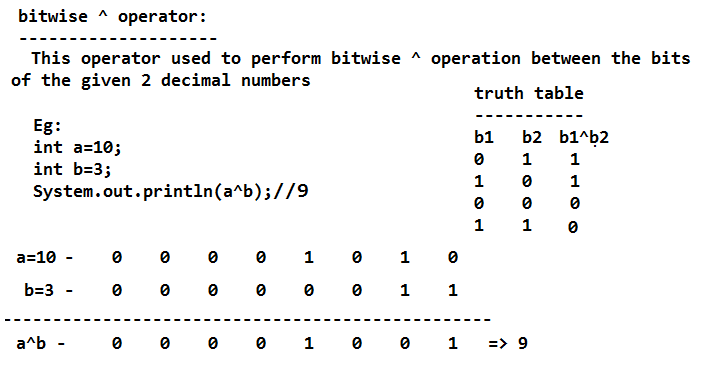 bitwise ^ operator:
--------------------
This operator used to perform bitwise ^ operation between the bits
of the given 2 decimal numbers
truth table
-----------
Eg:
b1 b2 b1^b2
int a=10;
0 1 1
int b=3;
1 0 1
System.out.println(a^b);//9
0 0 0
1 1 0
a=10 - 0 0 0 0 1 0 1 0
b=3 - 0 0 0 0 0 0 1 1
-------------------------------------------------
a^b - 0 0 0 0 1 0 0 1 => 9